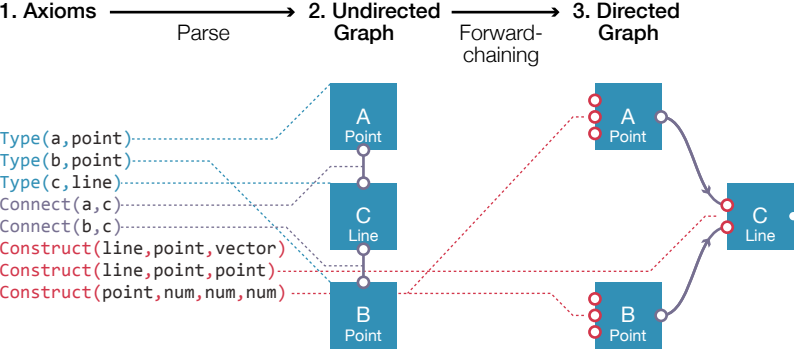 1. Axioms
Parse
2. Undirected
Graph
Forward-
chaining
3. Directed
Graph
Type(a,point)
Type(b,point)
Type(c,line)
Connect(a,c)
Connect(b,c)
Construct(line,point,vector)
Construct(line,point,point)
Construct(point,num,num,num)
A
Point
C
Line
B
Point
A
Point
C
Line
B
Point